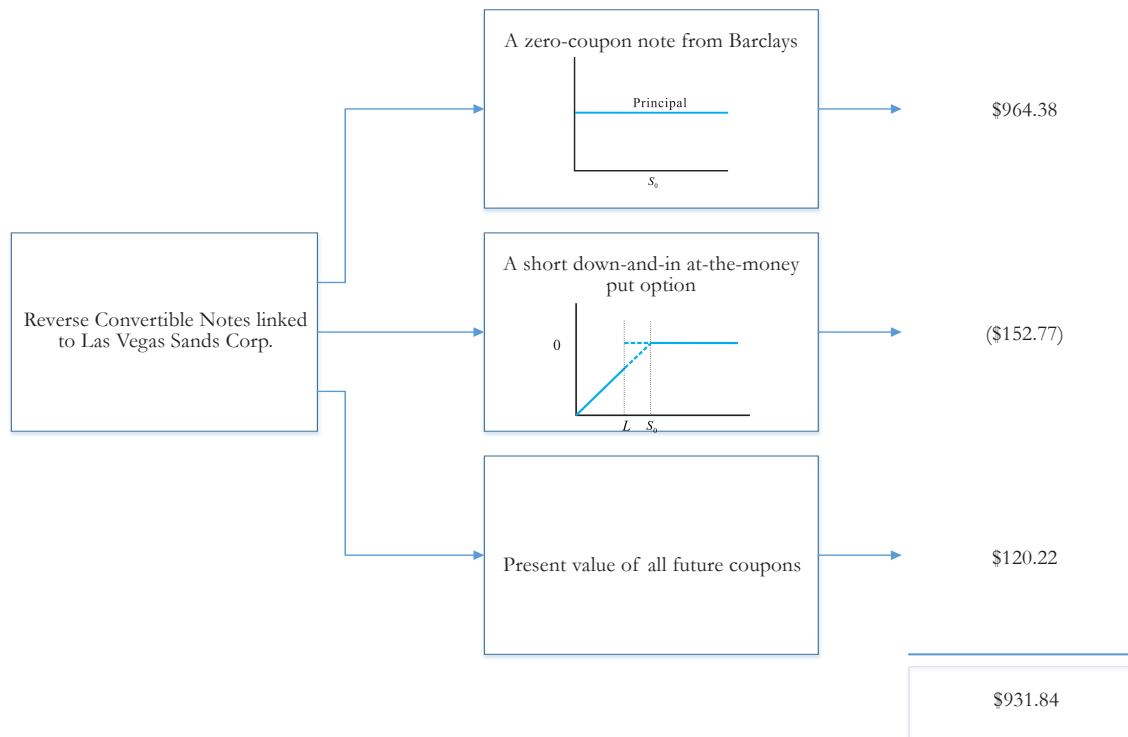 A zero-coupon note from Barclays
Principal
S₀
$964.38
Reverse Convertible Notes linked
to Las Vegas Sands Corp.
A short down-and-in at-the-money
put option
0
L S₀
($152.77)
Present value of all future coupons
$120.22
$931.84